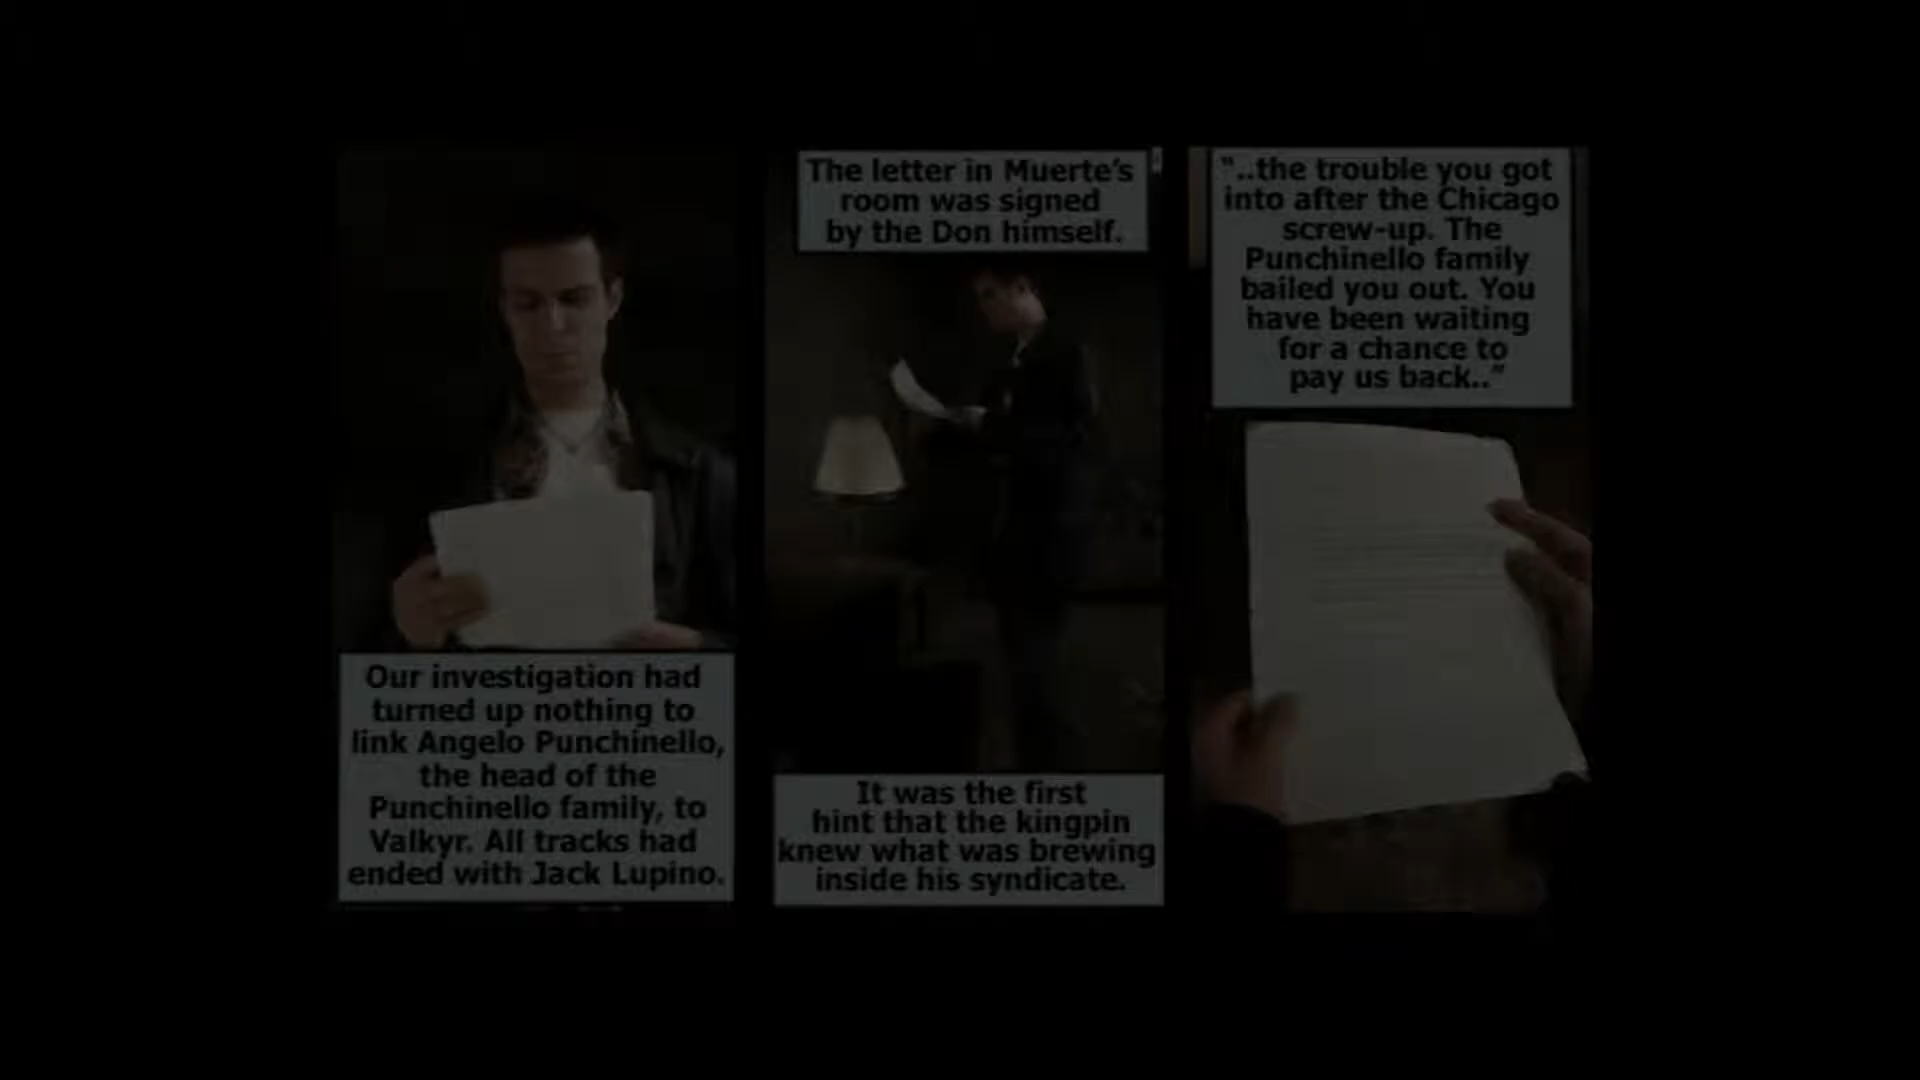 Our investigation had
turned up nothing to
link Angelo Punchinello,
the head of the
Punchinello family, to
Valkyr. All tracks had
ended with Jack Lupino.
The letter in Muerte's
room was signed
by the Don himself.
It was the first
hint that the kingpin
knew what was brewing
inside his syndicate.
"..the trouble you got
into after the Chicago
screw-up. The
Punchinello family
bailed you out. You
have been waiting
for a chance to
pay us back.."